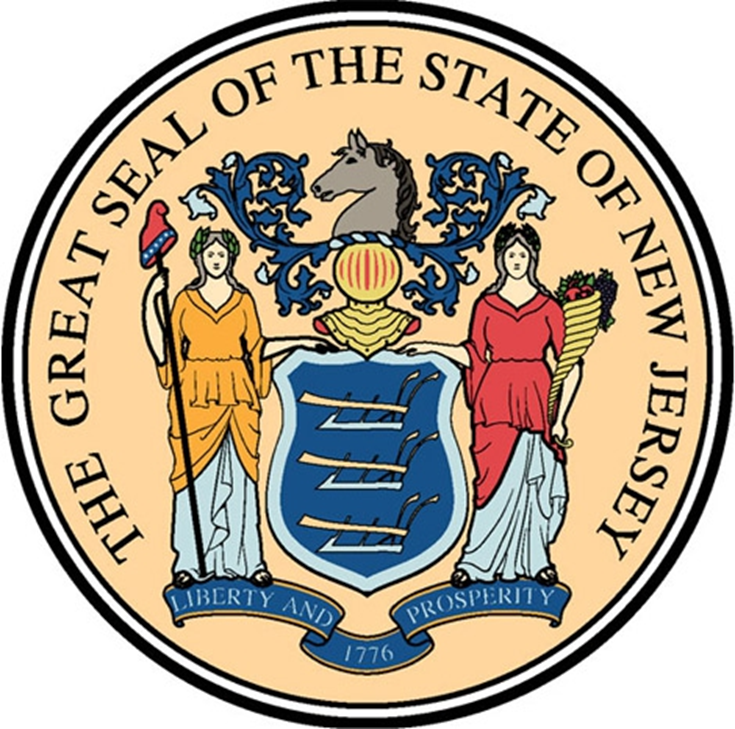 THE GREAT SEAL OF THE STATE OF NEW JERSEY
LIBERTY AND PROSPERITY
1776